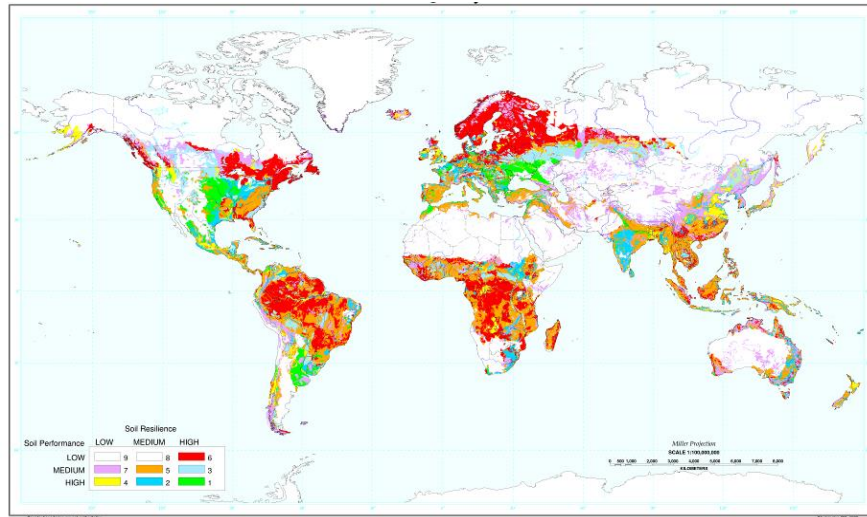 Soil Resilience
Soil Performance LOW MEDIUM HIGH
LOW 9 8 6
MEDIUM 7 5 3
HIGH 4 2 1
Miller Projection
SCALE 1:100,000,000
KILOMETERS